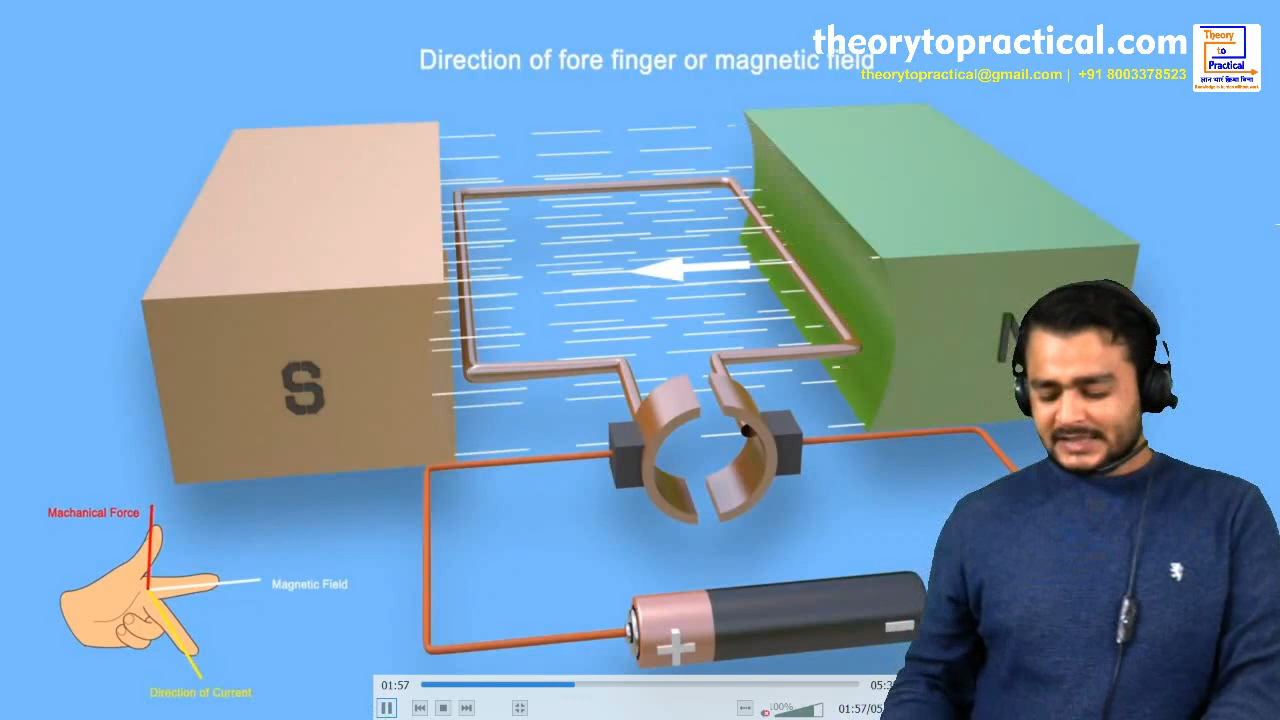 theorytopractical.com
theorytopractical@gmail.com | +91 8003378523
Theory
to
Practical
ज्ञान भारं क्रिया बिना
Direction of fore finger or magnetic field
S
N
Machanical Force
Magnetic Field
Direction of Current
+
−
01:57
100%
01:57/05